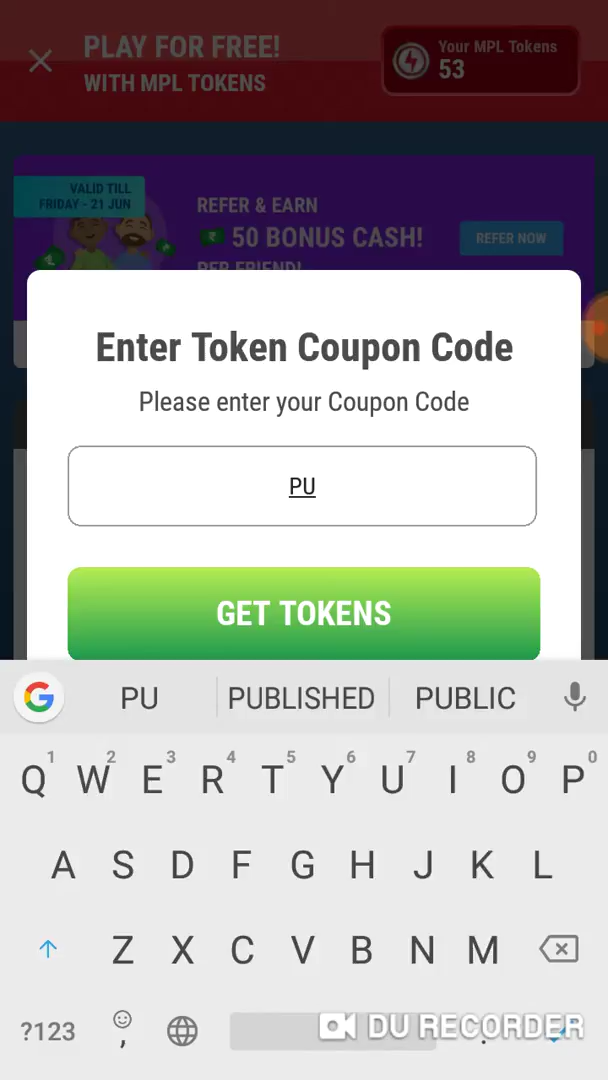 PLAY FOR FREE!
WITH MPL TOKENS
Your MPL Tokens
53
VALID TILL
FRIDAY - 21 JUN
REFER & EARN
₹ 50 BONUS CASH!
PER FRIEND!
REFER NOW
Enter Token Coupon Code
Please enter your Coupon Code
PU
GET TOKENS
G PU PUBLISHED PUBLIC
1 2 3 4 5 6 7 8 9 0
Q W E R T Y U I O P
A S D F G H J K L
Z X C V B N M
?123 , .
DU RECORDER